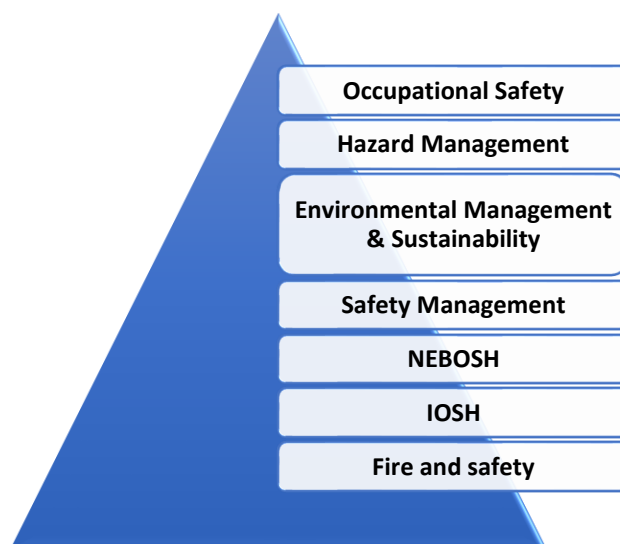 Occupational Safety
Hazard Management
Environmental Management
& Sustainability
Safety Management
NEBOSH
IOSH
Fire and safety